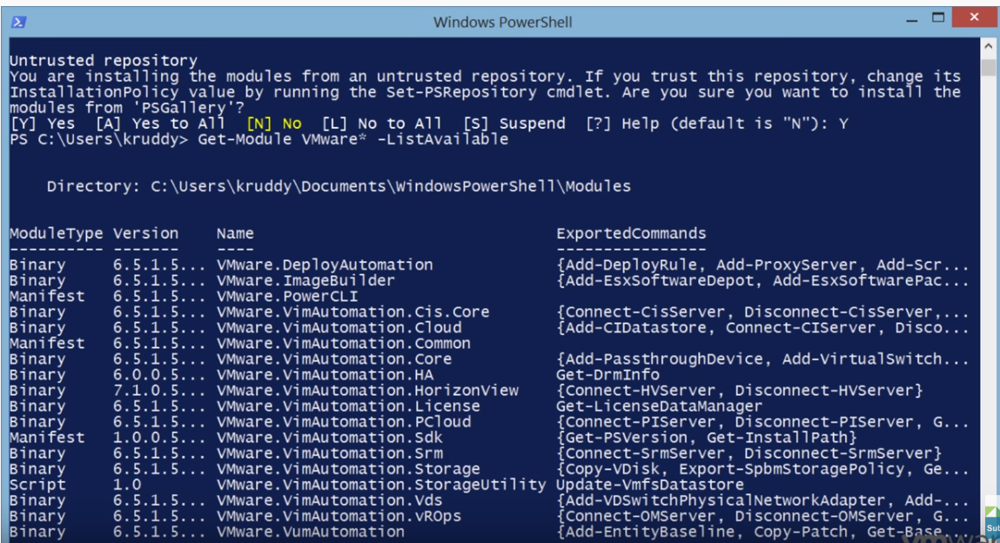 Windows PowerShell
Untrusted repository
You are installing the modules from an untrusted repository. If you trust this repository, change its
InstallationPolicy value by running the Set-PSRepository cmdlet. Are you sure you want to install the
modules from 'PSGallery'?
[Y] Yes  [A] Yes to All  [N] No  [L] No to All  [S] Suspend  [?] Help (default is "N"): Y
PS C:\Users\kruddy> Get-Module VMware* -ListAvailable
Directory: C:\Users\kruddy\Documents\WindowsPowerShell\Modules
ModuleType Version    Name                                ExportedCommands
---------- -------    ----                                ----------------
Binary     6.5.1.5... VMware.DeployAutomation             {Add-DeployRule, Add-ProxyServer, Add-Scr...
Binary     6.5.1.5... VMware.ImageBuilder                 {Add-EsxSoftwareDepot, Add-EsxSoftwarePac...
Manifest   6.5.1.5... VMware.PowerCLI
Binary     6.5.1.5... VMware.VimAutomation.Cis.Core       {Connect-CisServer, Disconnect-CisServer,...
Binary     6.5.1.5... VMware.VimAutomation.Cloud          {Add-CIDatastore, Connect-CIServer, Disco...
Manifest   6.5.1.5... VMware.VimAutomation.Common
Binary     6.5.1.5... VMware.VimAutomation.Core           {Add-PassthroughDevice, Add-VirtualSwitch...
Binary     6.0.0.5... VMware.VimAutomation.HA             Get-DrmInfo
Binary     7.1.0.5... VMware.VimAutomation.HorizonView    {Connect-HVServer, Disconnect-HVServer}
Binary     6.5.1.5... VMware.VimAutomation.License        Get-LicenseDataManager
Binary     6.5.1.5... VMware.VimAutomation.PCloud         {Connect-PIServer, Disconnect-PIServer, G...
Manifest   1.0.0.5... VMware.VimAutomation.Sdk            {Get-PSVersion, Get-InstallPath}
Binary     6.5.1.5... VMware.VimAutomation.Srm            {Connect-SrmServer, Disconnect-SrmServer}
Binary     6.5.1.5... VMware.VimAutomation.Storage        {Copy-VDisk, Export-SpbmStoragePolicy, Ge...
Script     1.0        VMware.VimAutomation.StorageUtility Update-VmfsDatastore
Binary     6.5.1.5... VMware.VimAutomation.Vds            {Add-VDSwitchPhysicalNetworkAdapter, Add-...
Binary     6.5.1.5... VMware.VimAutomation.vROps          {Connect-OMServer, Disconnect-OMServer, G...
Binary     6.5.1.5... VMware.VumAutomation                {Add-EntityBaseline, Copy-Patch, Get-Base...